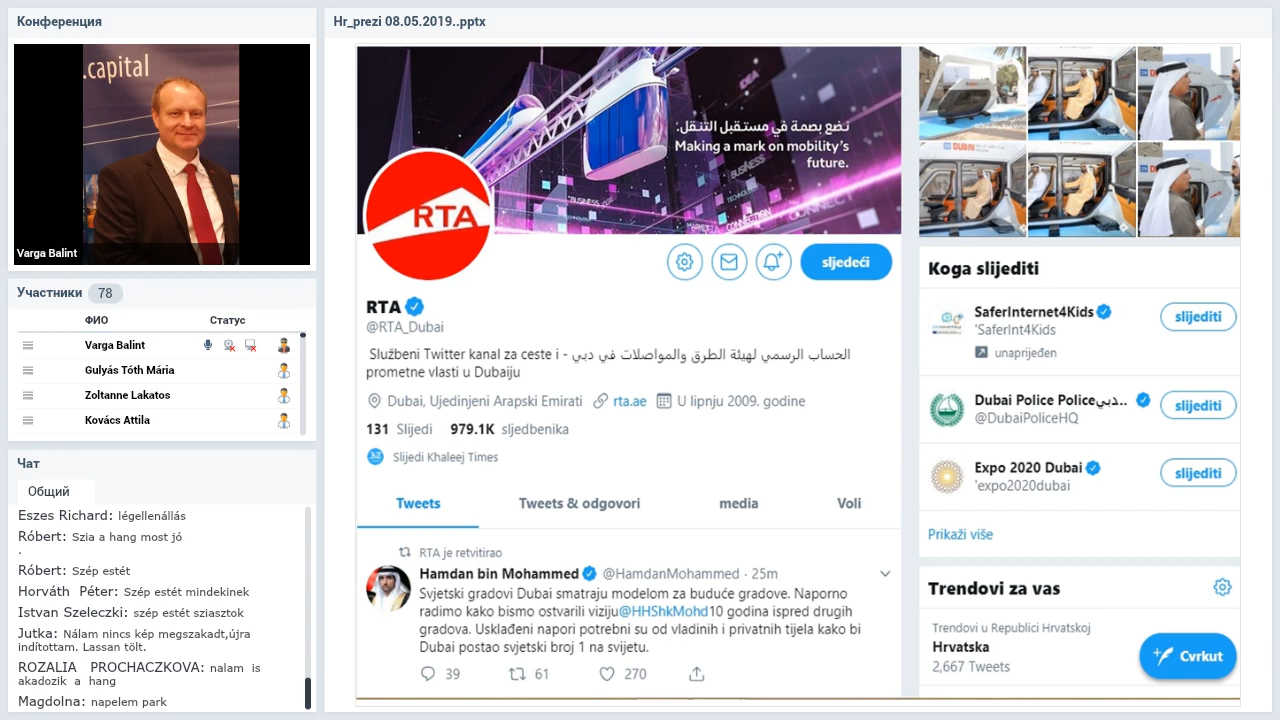 Конференция
.capital
Varga Balint
Участники 78
ФИО Статус
Varga Balint
Gulyás Tóth Mária
Zoltanne Lakatos
Kovács Attila
Чат
Общий
Eszes Richard: légellenállás
Róbert: Szia a hang most jó
.
Róbert: Szép estét
Horváth Péter: Szép estét mindekinek
Istvan Szeleczki: szép estét sziasztok
Jutka: Nálam nincs kép megszakadt,újra
indítottam. Lassan tölt.
ROZALIA PROCHACZKOVA: nalam is
akadozik a hang
Magdolna: napelem park
Hr_prezi 08.05.2019..pptx
نضع بصمة في مستقبل التنقل.
Making a mark on mobility's
future.
IDEA
BUSINESS
TECHNOLOGY
CONNECTION
CONNECT
RTA
sljedeći
RTA
@RTA_Dubai
الحساب الرسمي لهيئة الطرق والمواصلات في دبي - Službeni Twitter kanal za ceste i
prometne vlasti u Dubaiju
Dubai, Ujedinjeni Arapski Emirati rta.ae U lipnju 2009. godine
131 Slijedi 979.1K sljedbenika
Slijedi Khaleej Times
Tweets Tweets & odgovori media Voli
RTA je retvitirao
Hamdan bin Mohammed @HamdanMohammed · 25m
Svjetski gradovi Dubai smatraju modelom za buduće gradove. Naporno
radimo kako bismo ostvarili viziju@HHShkMohd10 godina ispred drugih
gradova. Usklađeni napori potrebni su od vladinih i privatnih tijela kako bi
Dubai postao svjetski broj 1 na svijetu.
39 61 270
DUBAI
Koga slijediti
SaferInternet4Kids
'SaferInt4Kids
unaprijeđen
slijediti
Dubai Police Policeدبي..
@DubaiPoliceHQ
slijediti
Expo 2020 Dubai
'expo2020dubai
slijediti
Prikaži više
Trendovi za vas
Trendovi u Republici Hrvatskoj
Hrvatska
2,667 Tweets
Cvrkut